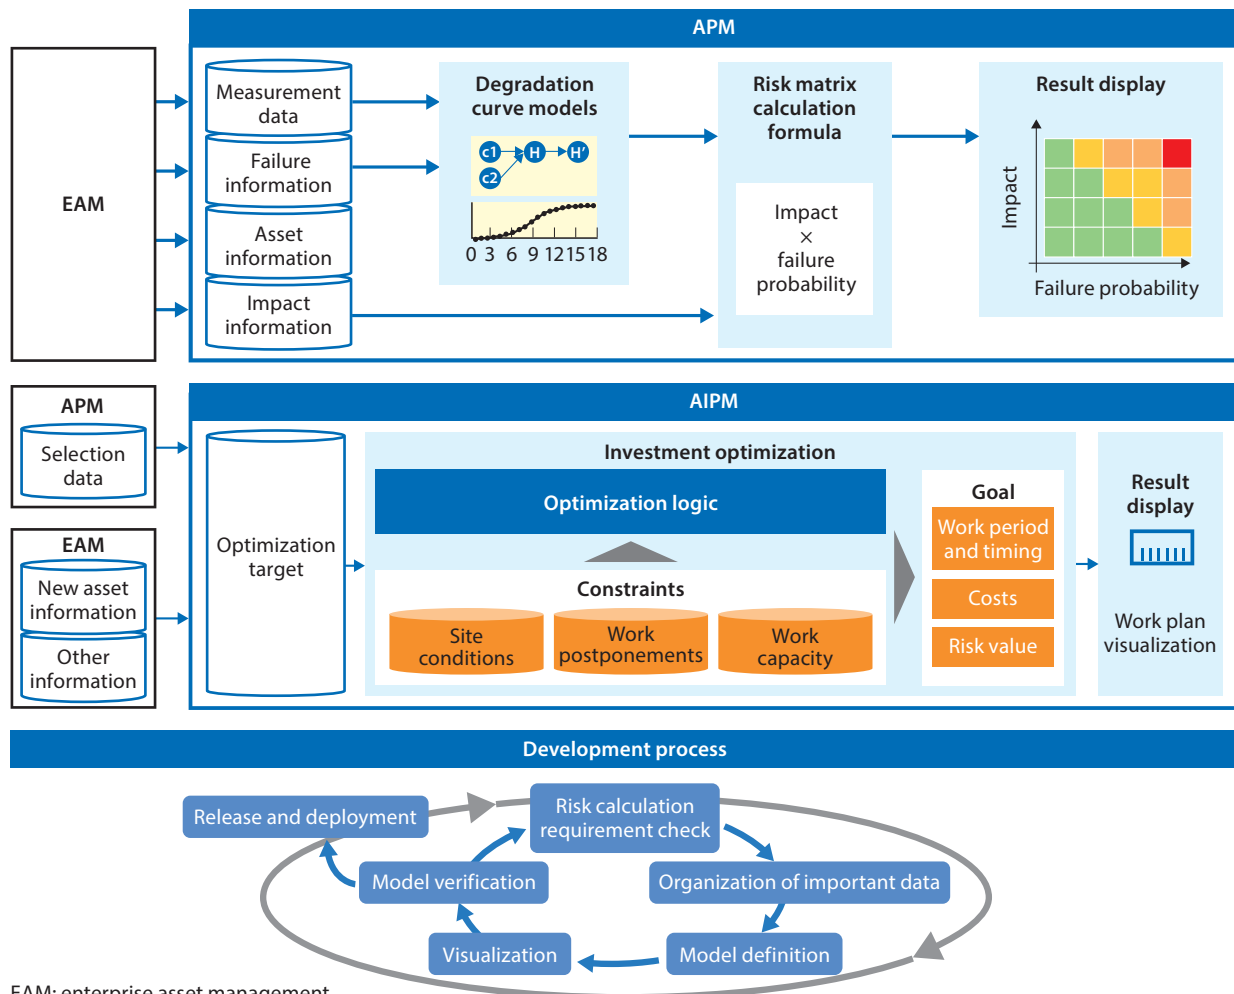 APM
EAM
Measurement
data
Failure
information
Asset
information
Impact
information
Degradation
curve models
c1
H
H'
c2
0 3 6 9 12 15 18
Risk matrix
calculation
formula
Impact
×
failure
probability
Result display
Impact
Failure probability
APM
Selection
data
EAM
New asset
information
Other
information
AIPM
Optimization
target
Investment optimization
Optimization logic
Constraints
Site
conditions
Work
postponements
Work
capacity
Goal
Work period
and timing
Costs
Risk value
Result
display
Work plan
visualization
Development process
Release and deployment
Risk calculation
requirement check
Model verification
Organization of important data
Visualization
Model definition
EAM: enterprise asset management